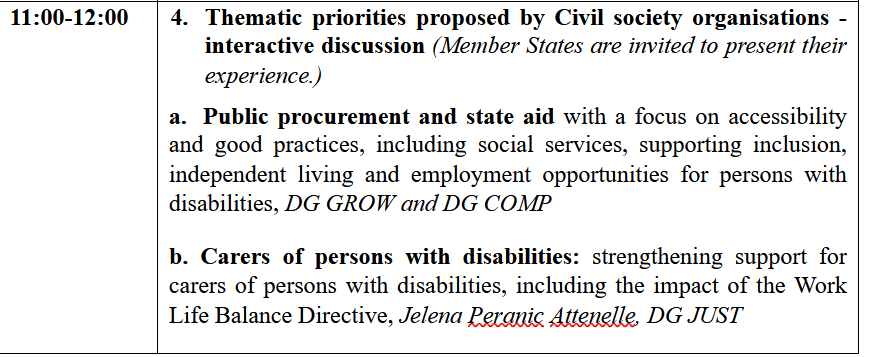 11:00-12:00
4. Thematic priorities proposed by Civil society organisations -
interactive discussion (Member States are invited to present their
experience.)
a. Public procurement and state aid with a focus on accessibility
and good practices, including social services, supporting inclusion,
independent living and employment opportunities for persons with
disabilities, DG GROW and DG COMP
b. Carers of persons with disabilities: strengthening support for
carers of persons with disabilities, including the impact of the Work
Life Balance Directive, Jelena Peranic Attenelle, DG JUST